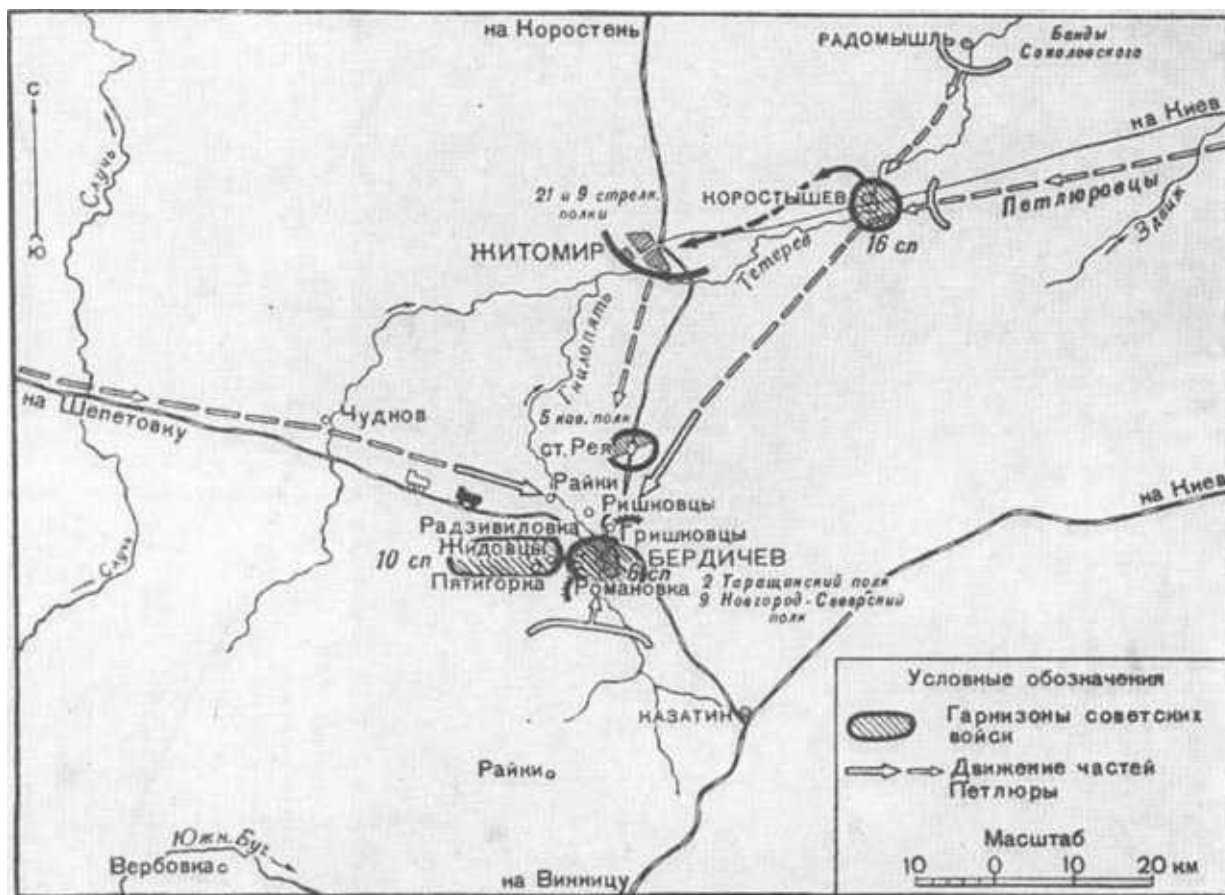 на Коростень
РАДОМЫШЛЬ
Банды
Соколовского
С
Ю
Случь
на Киев
Петлюровцы
Здвиж
21 и 9 стрелк.
полки
КОРОСТЫШЕВ
16 сп
ЖИТОМИР
Тетерев
Гнилопять
на Шепетовку
Чуднов
5 кав. полк
ст. Рея
Райки
Ришковцы
на Киев
Радзивиловка
Гришковцы
Жидовцы
БЕРДИЧЕВ
10 сп
Пятигорка
6 сп
Романовка
2 Таращанский полк
9 Новгород-Северский
полк
Случь
КАЗАТИН
Райки
Южн. Буг
Вербовка
на Винницу
Условные обозначения
Гарнизоны советских
войск
Движение частей
Петлюры
Масштаб
10 0 10 20 км